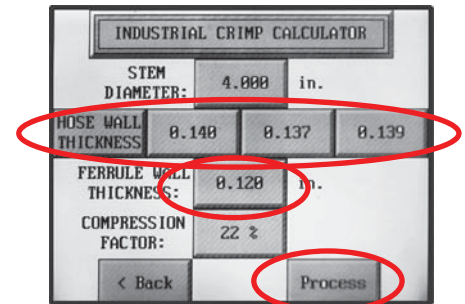 INDUSTRIAL CRIMP CALCULATOR
STEM
DIAMETER: 4.000 in.
HOSE WALL
THICKNESS 0.140 0.137 0.139
FERRULE WALL
THICKNESS: 0.120 in.
COMPRESSION
FACTOR: 22 %
< Back Process